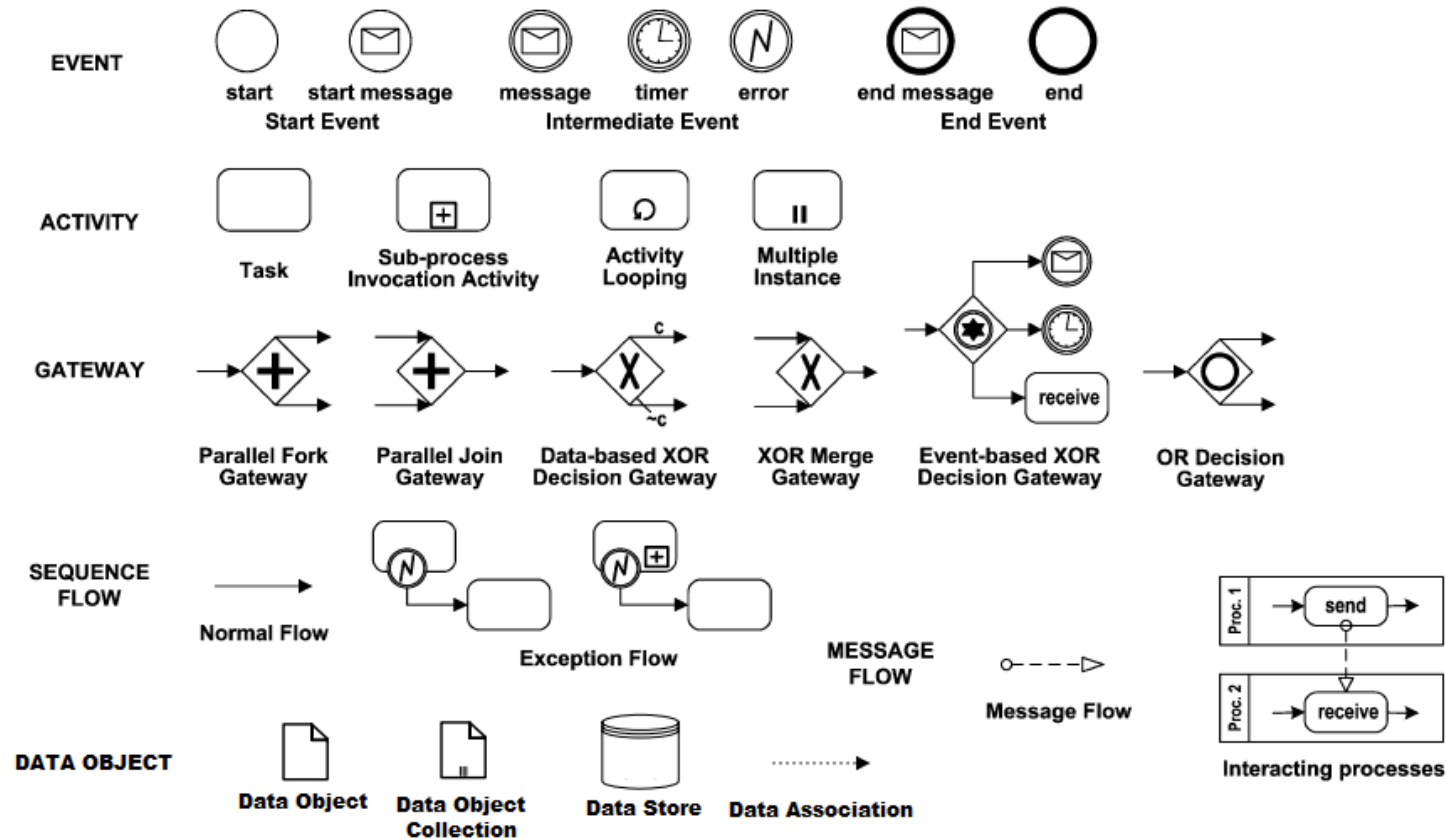 EVENT
start
start message
message
timer
error
end message
end
Start Event
Intermediate Event
End Event
ACTIVITY
Task
Sub-process
Invocation Activity
Activity
Looping
Multiple
Instance
GATEWAY
c
~c
receive
Parallel Fork
Gateway
Parallel Join
Gateway
Data-based XOR
Decision Gateway
XOR Merge
Gateway
Event-based XOR
Decision Gateway
OR Decision
Gateway
SEQUENCE
FLOW
Normal Flow
Exception Flow
MESSAGE
FLOW
Message Flow
Proc. 1
send
Proc. 2
receive
Interacting processes
DATA OBJECT
Data Object
Data Object
Collection
Data Store
Data Association